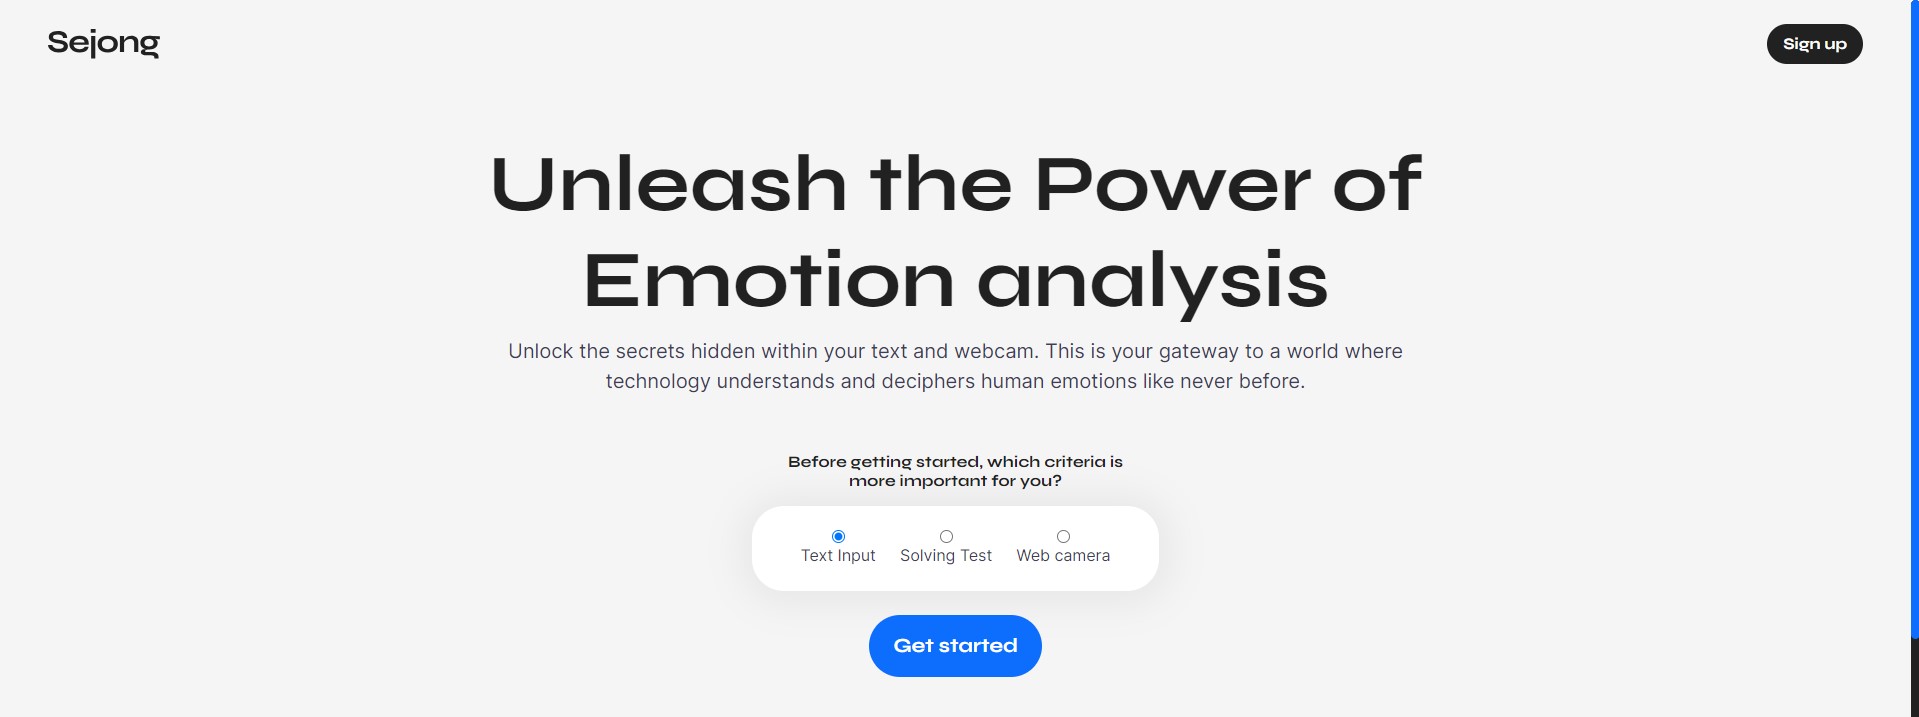 Sejong
Sign up
Unleash the Power of
Emotion analysis
Unlock the secrets hidden within your text and webcam. This is your gateway to a world where
technology understands and deciphers human emotions like never before.
Before getting started, which criteria is
more important for you?
Text Input
Solving Test
Web camera
Get started